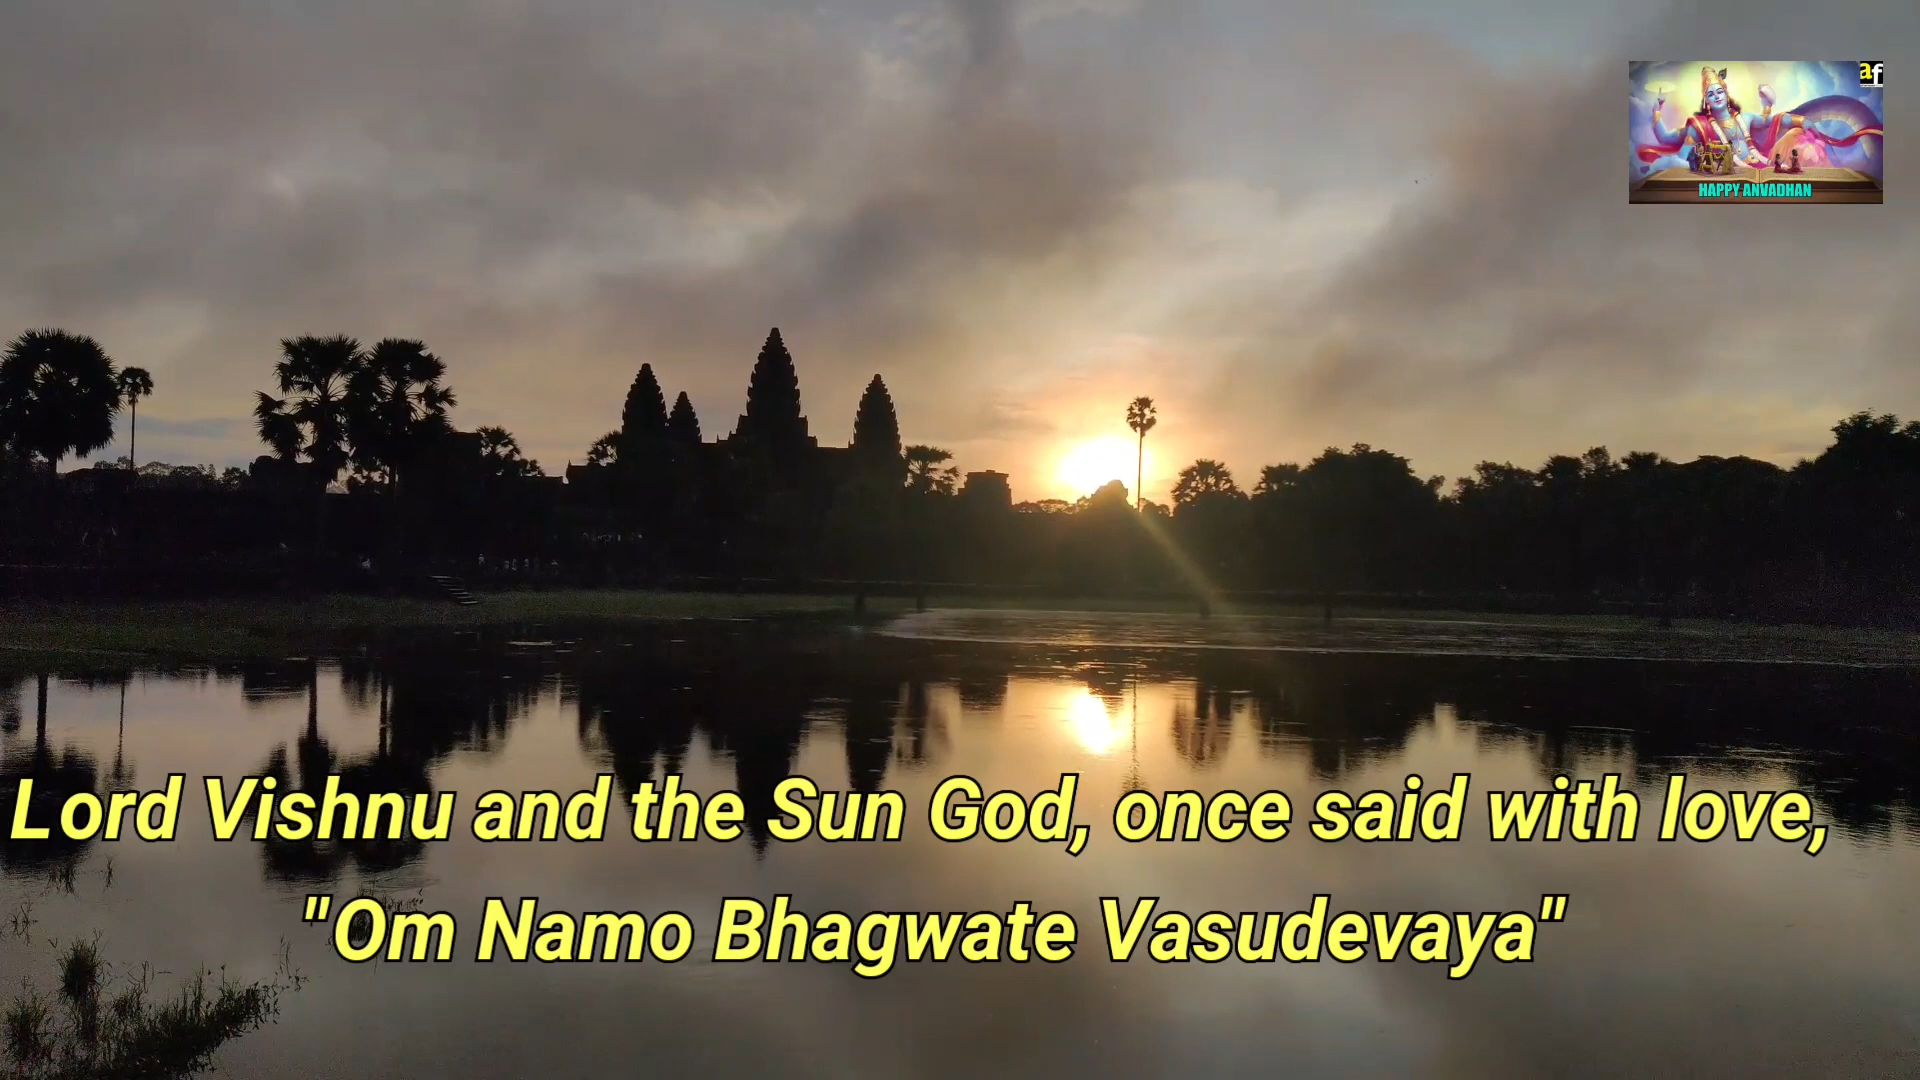 af
HAPPY ANVADHAN
Lord Vishnu and the Sun God, once said with love,
"Om Namo Bhagwate Vasudevaya"